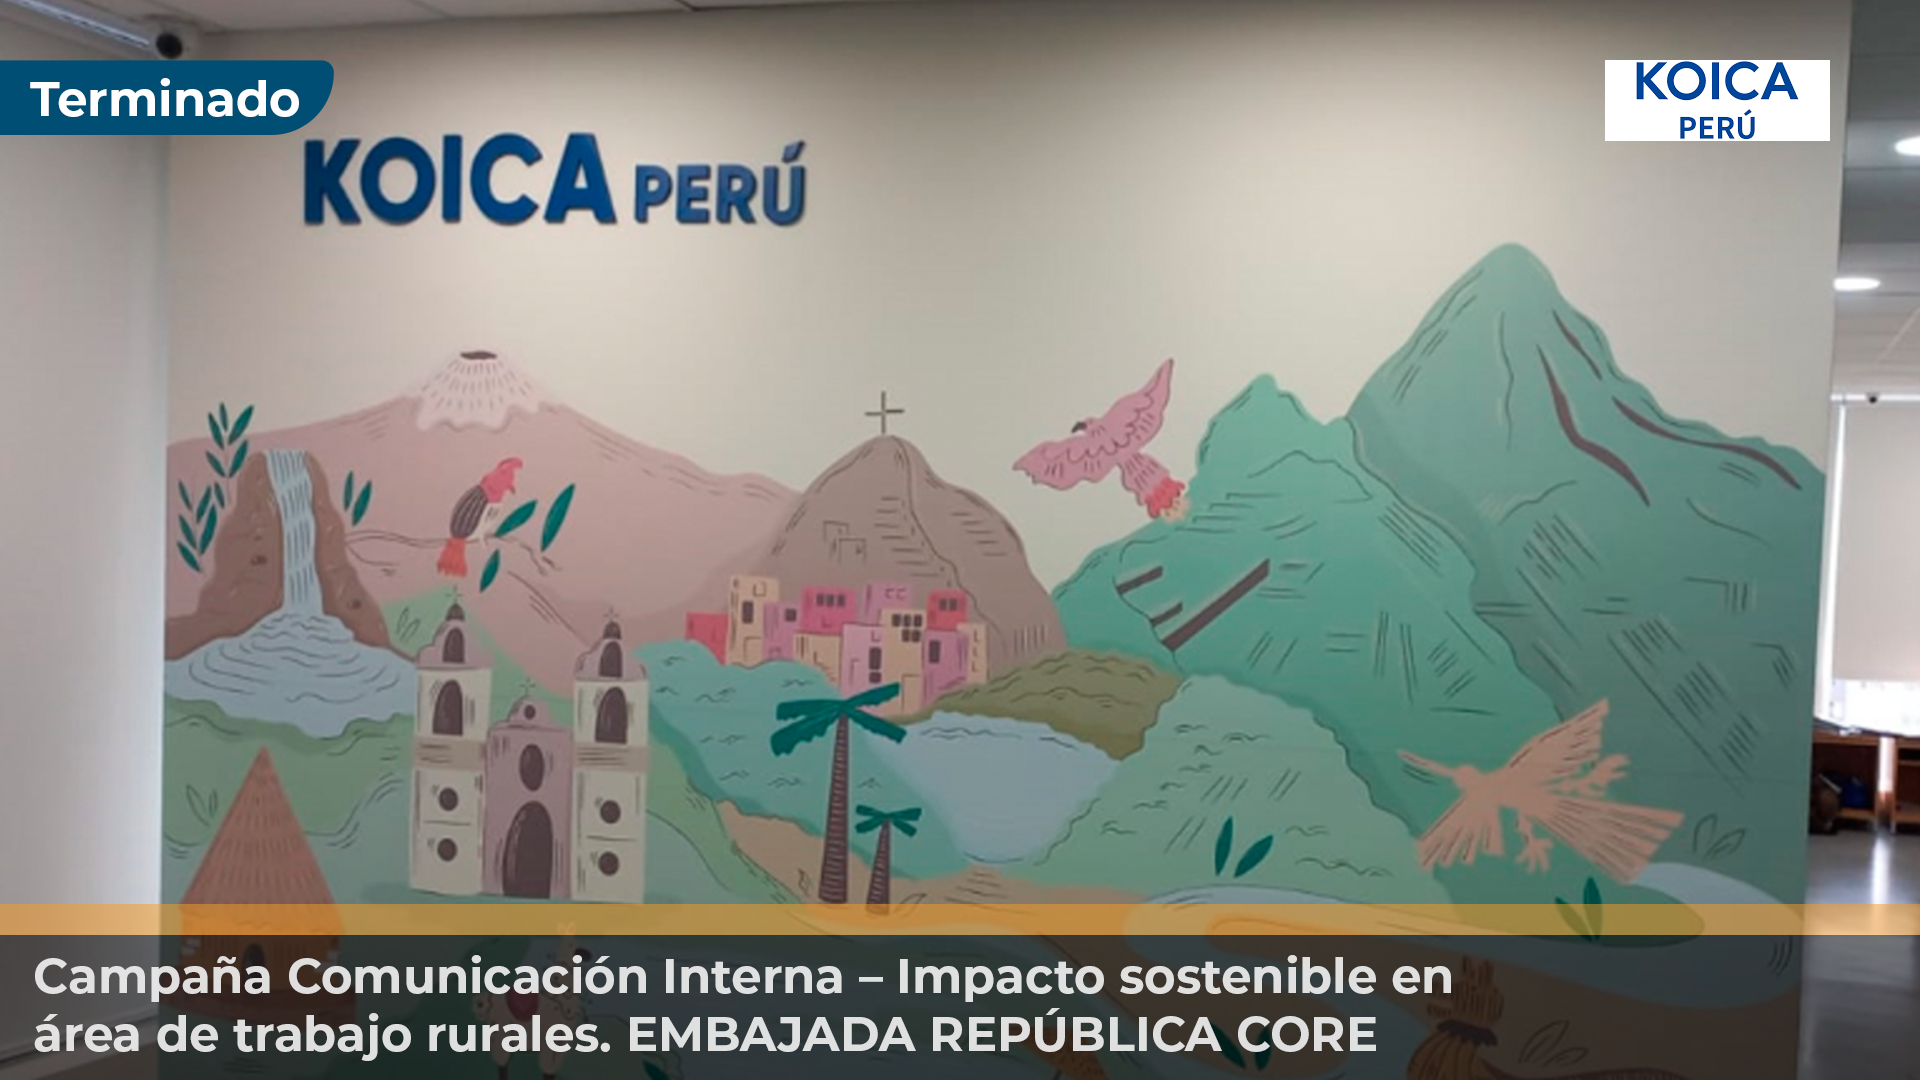 Terminado
KOICA PERÚ
KOICA
PERÚ
Campaña Comunicación Interna – Impacto sostenible en
área de trabajo rurales. EMBAJADA REPÚBLICA CORE